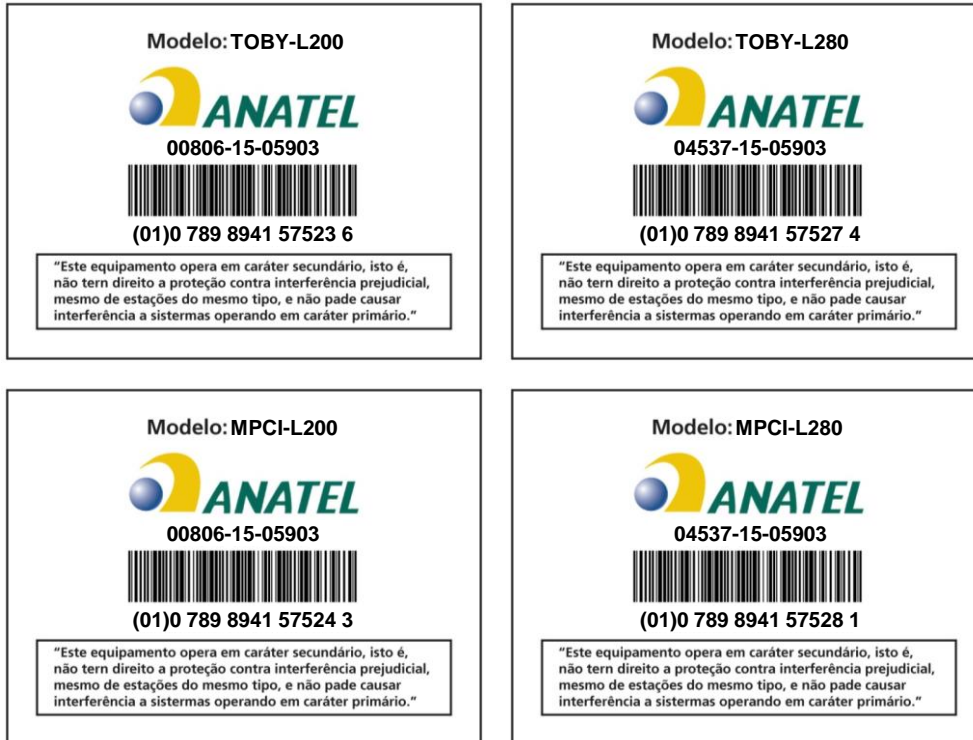 Modelo: TOBY-L200
ANATEL
00806-15-05903
(01)0 789 8941 57523 6
"Este equipamento opera em caráter secundário, isto é,
não tern direito a proteção contra interferência prejudicial,
mesmo de estações do mesmo tipo, e não pade causar
interferência a sistermas operando em caráter primário."
Modelo: TOBY-L280
ANATEL
04537-15-05903
(01)0 789 8941 57527 4
"Este equipamento opera em caráter secundário, isto é,
não tern direito a proteção contra interferência prejudicial,
mesmo de estações do mesmo tipo, e não pade causar
interferência a sistermas operando em caráter primário."
Modelo: MPCI-L200
ANATEL
00806-15-05903
(01)0 789 8941 57524 3
"Este equipamento opera em caráter secundário, isto é,
não tern direito a proteção contra interferência prejudicial,
mesmo de estações do mesmo tipo, e não pade causar
interferência a sistermas operando em caráter primário."
Modelo: MPCI-L280
ANATEL
04537-15-05903
(01)0 789 8941 57528 1
"Este equipamento opera em caráter secundário, isto é,
não tern direito a proteção contra interferência prejudicial,
mesmo de estações do mesmo tipo, e não pade causar
interferência a sistermas operando em caráter primário."